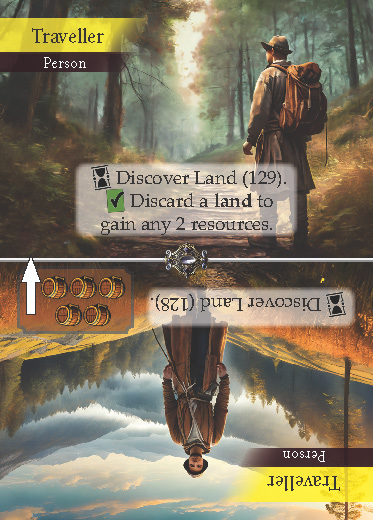 Traveller
Person
Discover Land (129).
Discard a land to
gain any 2 resources.
Discover Land (128).
Person
Traveller